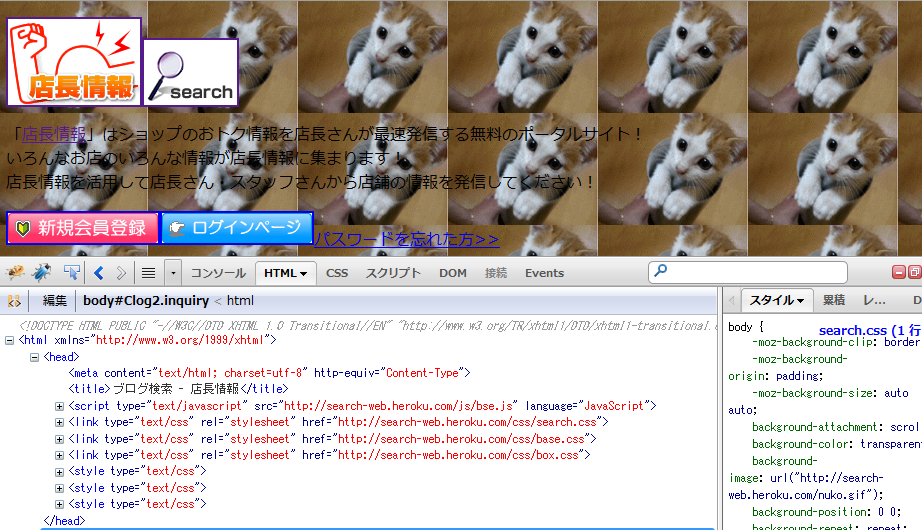 店長情報
search
「店長情報」はショップのおトク情報を店長さんが最速発信する無料のポータルサイト！
いろんなお店のいろんな情報が店長情報に集まります！
店長情報を活用して店長さん・スタッフさんから店舗の情報を発信してください！
新規会員登録 ログインページ パスワードを忘れた方>>
コンソール HTML CSS スクリプト DOM 接続 Events
編集 body#Clog2.inquiry < html
スタイル 累積 レ... D
<!DOCTYPE HTML PUBLIC "-//W3C//DTD XHTML 1.0 Transitional//EN" "http://www.w3.org/TR/xhtml1/DTD/xhtml1-transitional.
<html xmlns="http://www.w3.org/1999/xhtml">
<head>
<meta content="text/html; charset=utf-8" http-equiv="Content-Type">
<title>ブログ検索 - 店長情報</title>
<script type="text/javascript" src="http://search-web.heroku.com/js/bse.js" language="JavaScript">
<link type="text/css" rel="stylesheet" href="http://search-web.heroku.com/css/search.css">
<link type="text/css" rel="stylesheet" href="http://search-web.heroku.com/css/base.css">
<link type="text/css" rel="stylesheet" href="http://search-web.heroku.com/css/box.css">
<style type="text/css">
<style type="text/css">
<style type="text/css">
</head>
body {
search.css (1 行
-moz-background-clip: border
-moz-background-
origin: padding;
-moz-background-size: auto
auto;
background-attachment: scrol
background-color: transparen
background-
image: url("http://search-
web.heroku.com/nuko.gif");
background-position: 0 0;
background-repeat: repeat;